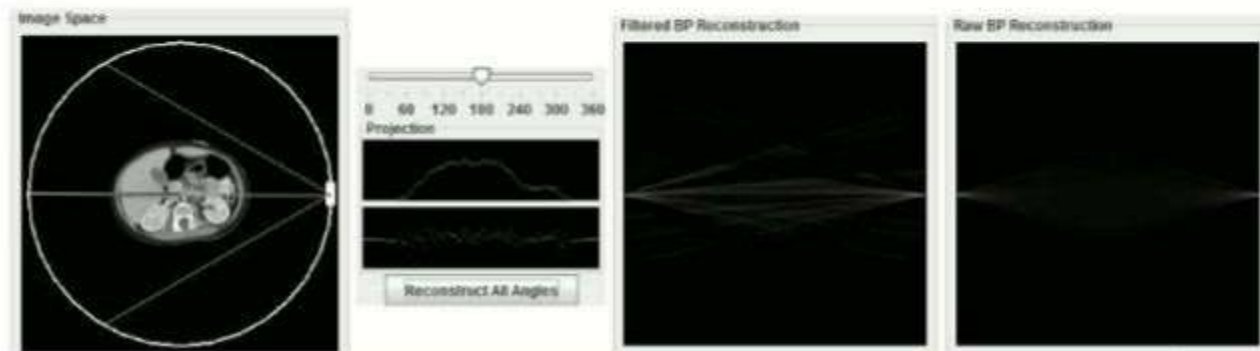 Image Space
0 60 120 180 240 300 360
Projection
Reconstruct All Angles
Filtered BP Reconstruction
Raw BP Reconstruction